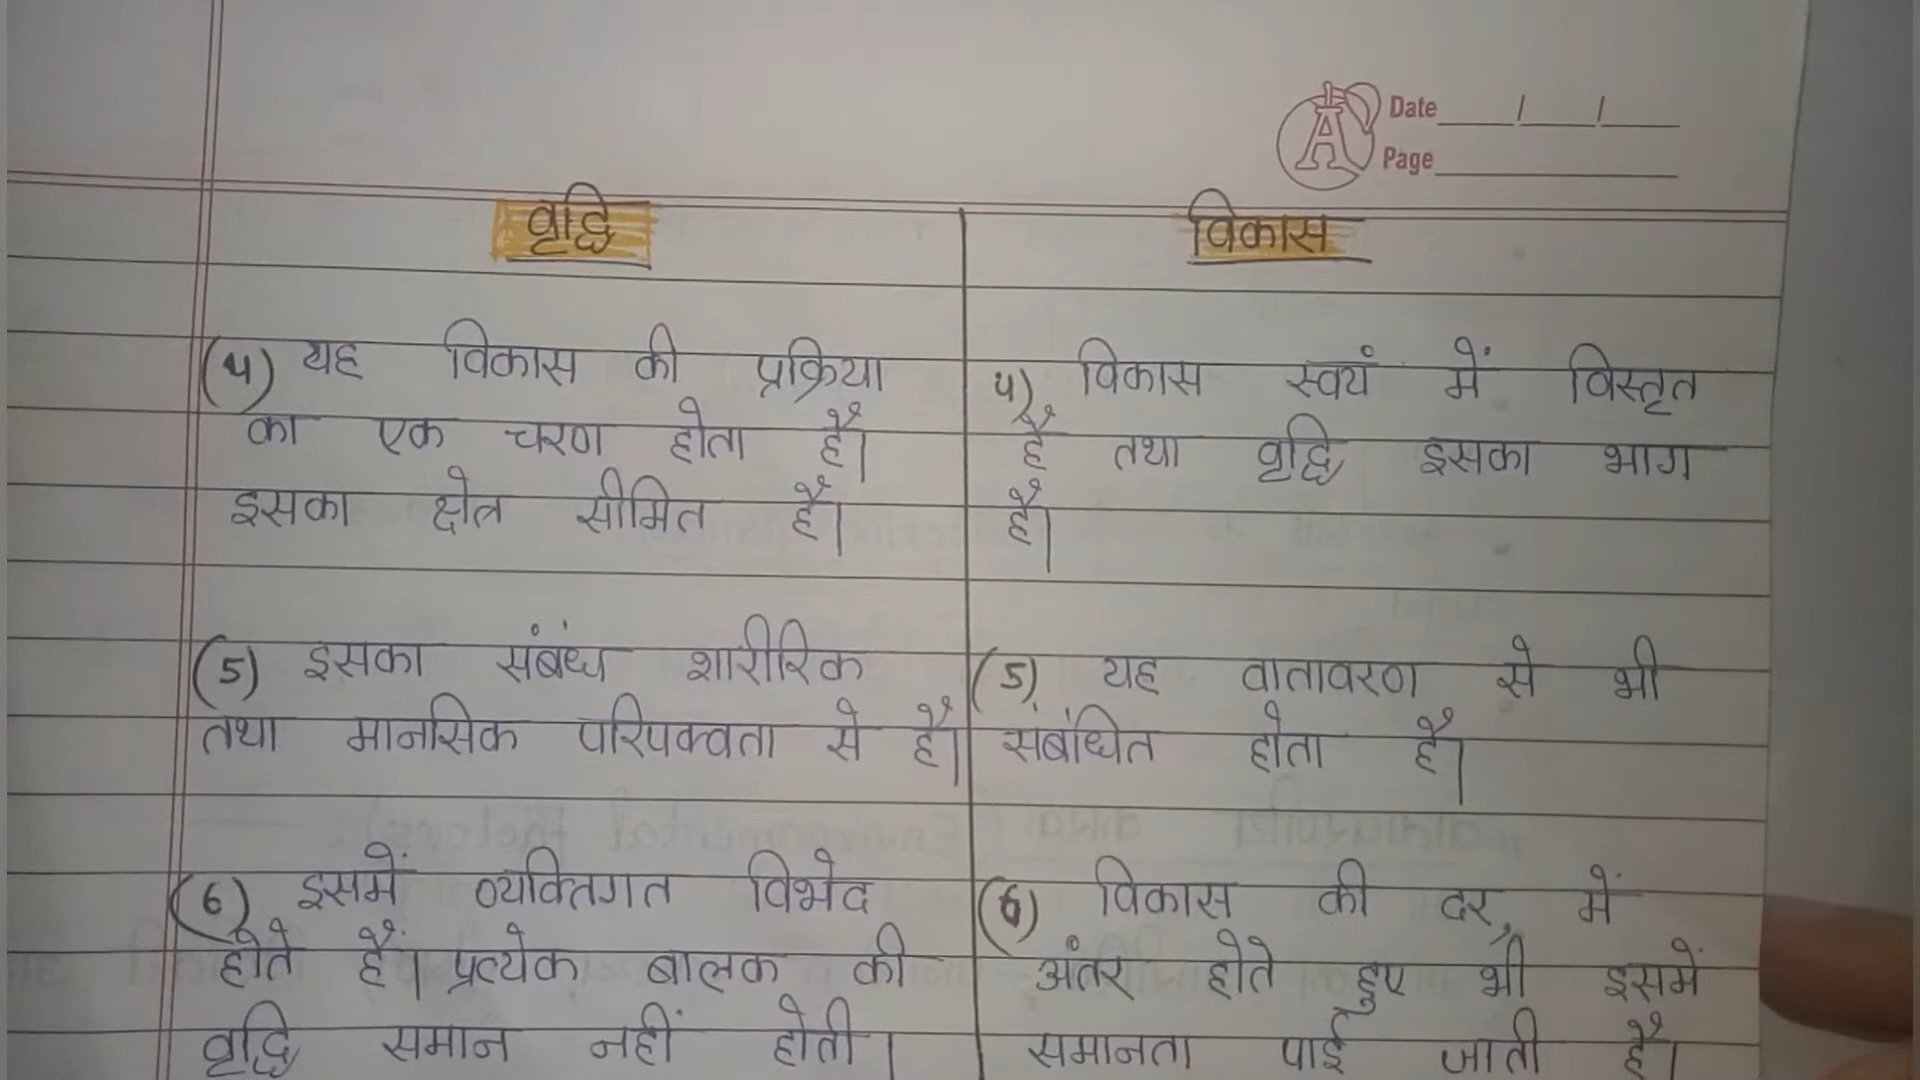 Date / /
Page
वृद्धि
विकास
(4) यह विकास की प्रक्रिया
का एक चरण होता है।
इसका क्षेत्र सीमित है।
4) विकास स्वयं में विस्तृत
है तथा वृद्धि इसका भाग
है।
(5) इसका संबंध शारीरिक
तथा मानसिक परिपक्वता से है।
(5) यह वातावरण से भी
संबंधित होता है।
(6) इसमें व्यक्तिगत विभेद
होते हैं। प्रत्येक बालक की
वृद्धि समान नहीं होती।
(6) विकास की दर, में
अंतर होते हुए भी इसमें
समानता पाई जाती है।